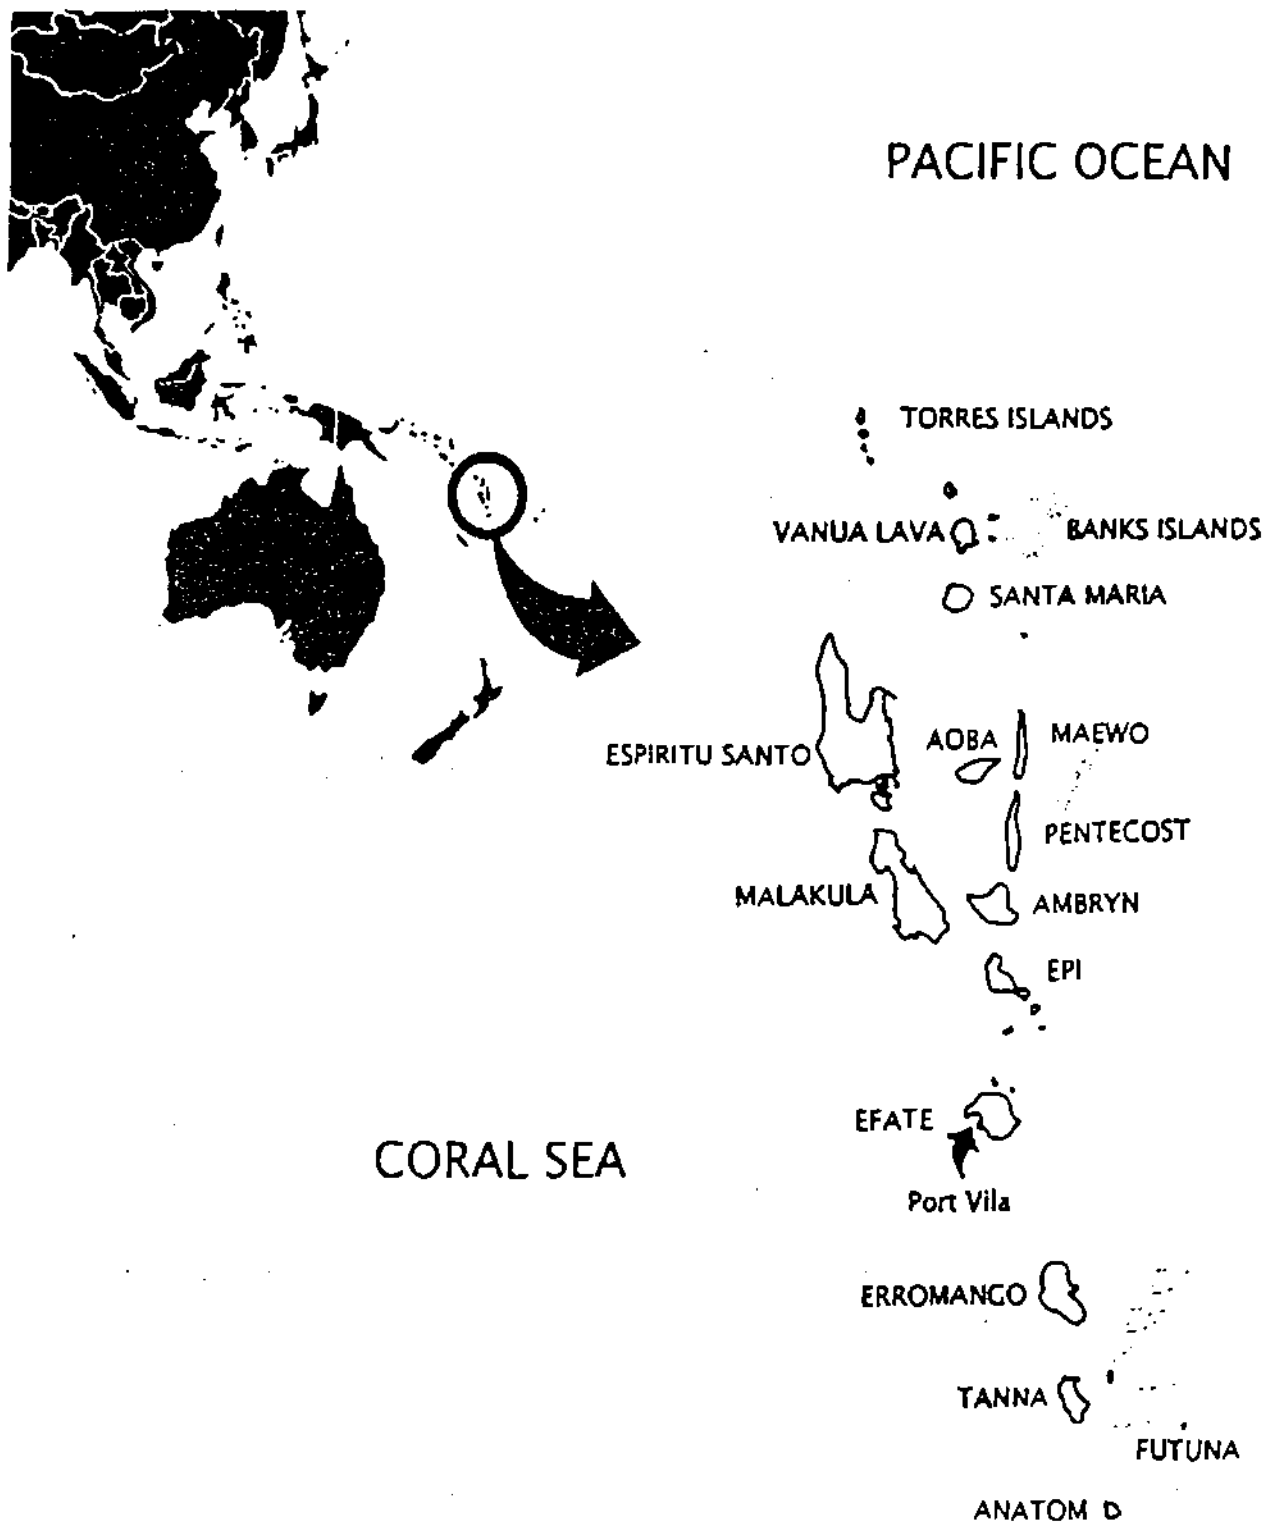 PACIFIC OCEAN
TORRES ISLANDS
VANUA LAVA
BANKS ISLANDS
SANTA MARIA
ESPIRITU SANTO
AOBA
MAEWO
PENTECOST
MALAKULA
AMBRYN
EPI
EFATE
CORAL SEA
Port Vila
ERROMANGO
TANNA
FUTUNA
ANATOM